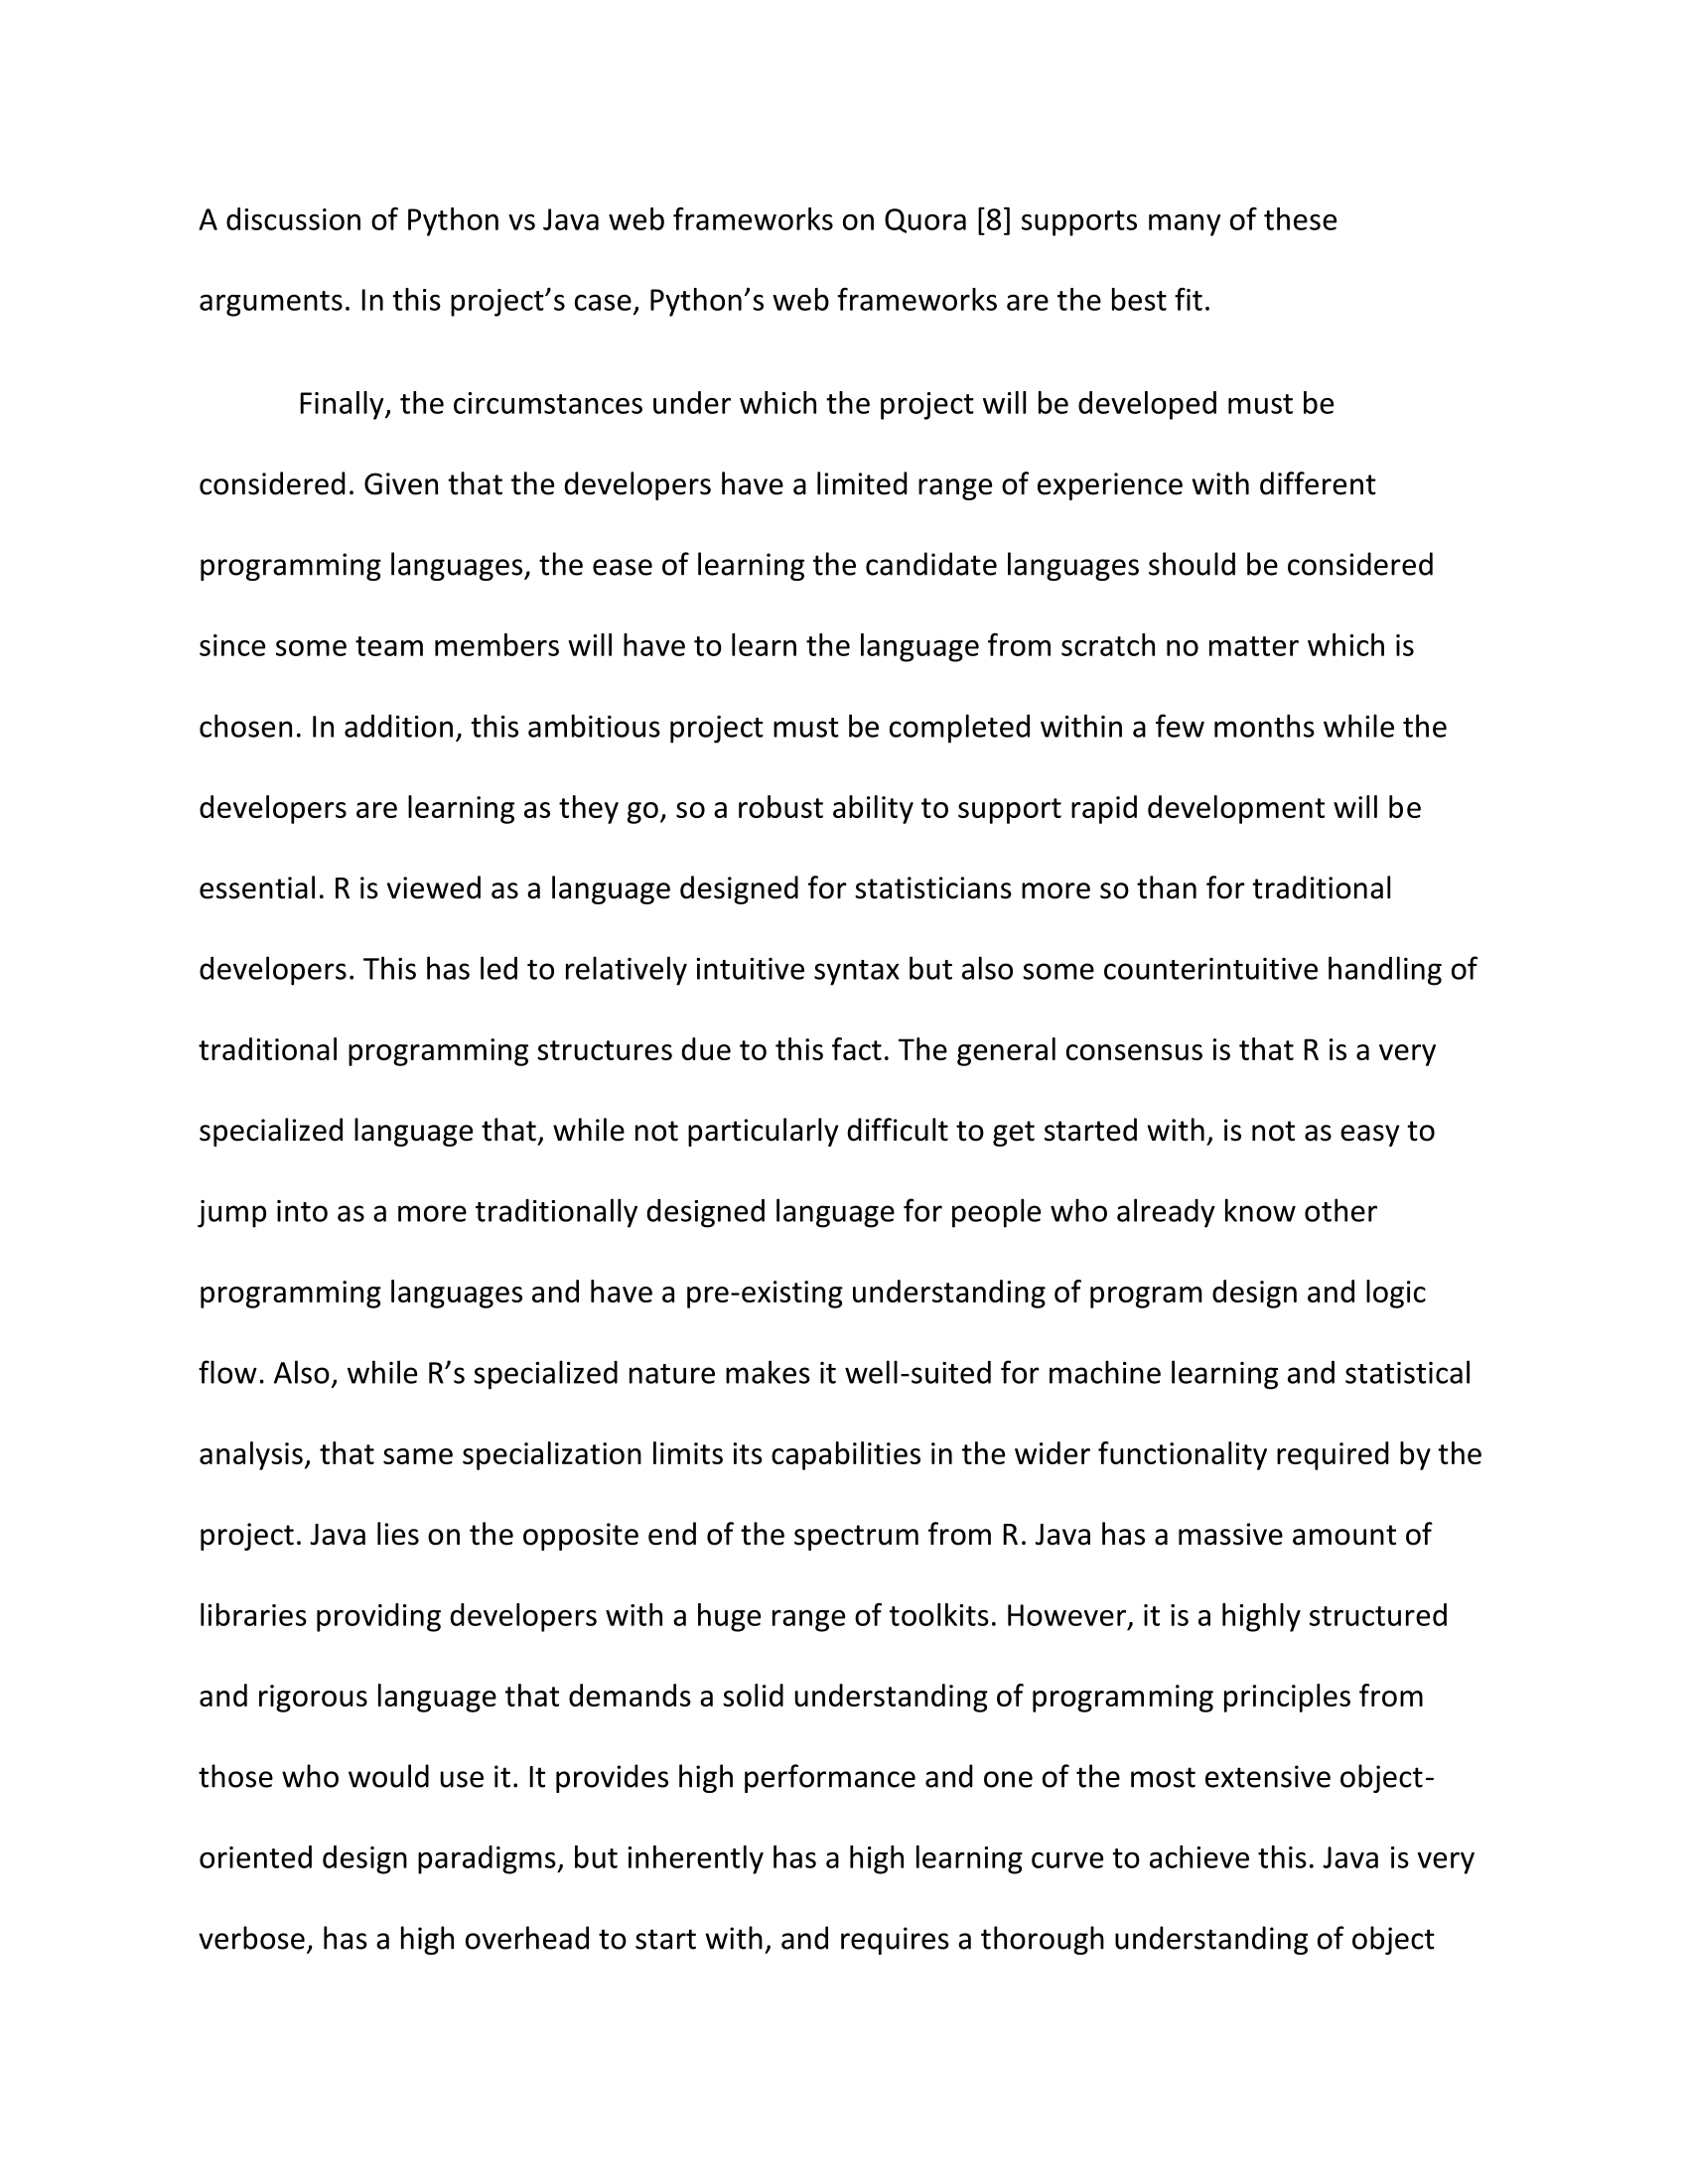 A discussion of Python vs Java web frameworks on Quora [8] supports many of these
arguments. In this project’s case, Python’s web frameworks are the best fit.
Finally, the circumstances under which the project will be developed must be
considered. Given that the developers have a limited range of experience with different
programming languages, the ease of learning the candidate languages should be considered
since some team members will have to learn the language from scratch no matter which is
chosen. In addition, this ambitious project must be completed within a few months while the
developers are learning as they go, so a robust ability to support rapid development will be
essential. R is viewed as a language designed for statisticians more so than for traditional
developers. This has led to relatively intuitive syntax but also some counterintuitive handling of
traditional programming structures due to this fact. The general consensus is that R is a very
specialized language that, while not particularly difficult to get started with, is not as easy to
jump into as a more traditionally designed language for people who already know other
programming languages and have a pre-existing understanding of program design and logic
flow. Also, while R’s specialized nature makes it well-suited for machine learning and statistical
analysis, that same specialization limits its capabilities in the wider functionality required by the
project. Java lies on the opposite end of the spectrum from R. Java has a massive amount of
libraries providing developers with a huge range of toolkits. However, it is a highly structured
and rigorous language that demands a solid understanding of programming principles from
those who would use it. It provides high performance and one of the most extensive object-
oriented design paradigms, but inherently has a high learning curve to achieve this. Java is very
verbose, has a high overhead to start with, and requires a thorough understanding of object